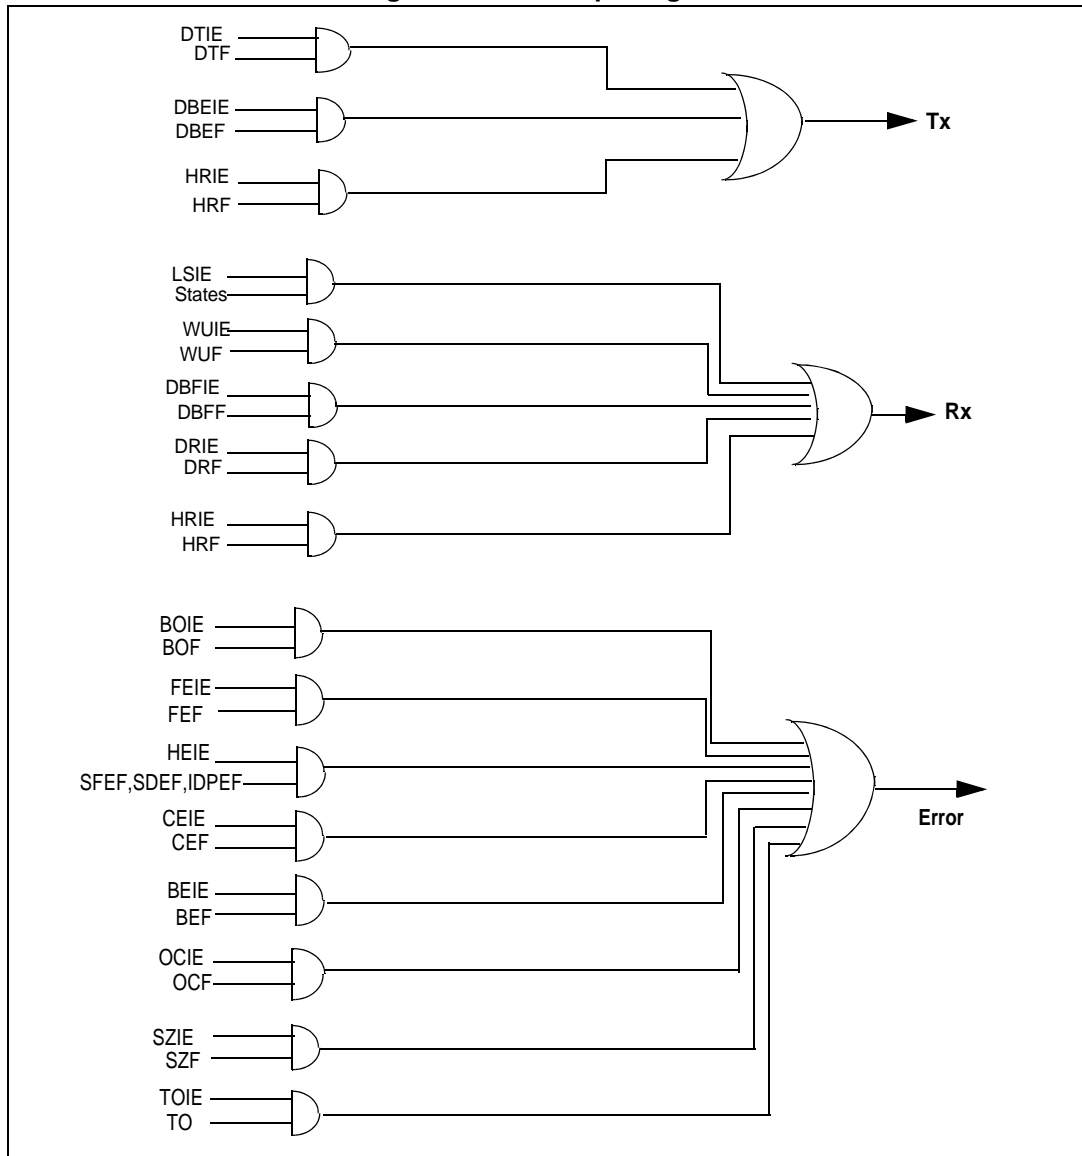 DTIE
DTF
DBEIE
DBEF
HRIE
HRF
Tx
LSIE
States
WUIE
WUF
DBFIE
DBFF
DRIE
DRF
HRIE
HRF
Rx
BOIE
BOF
FEIE
FEF
HEIE
SFEF,SDEF,IDPEF
CEIE
CEF
BEIE
BEF
OCIE
OCF
SZIE
SZF
TOIE
TO
Error